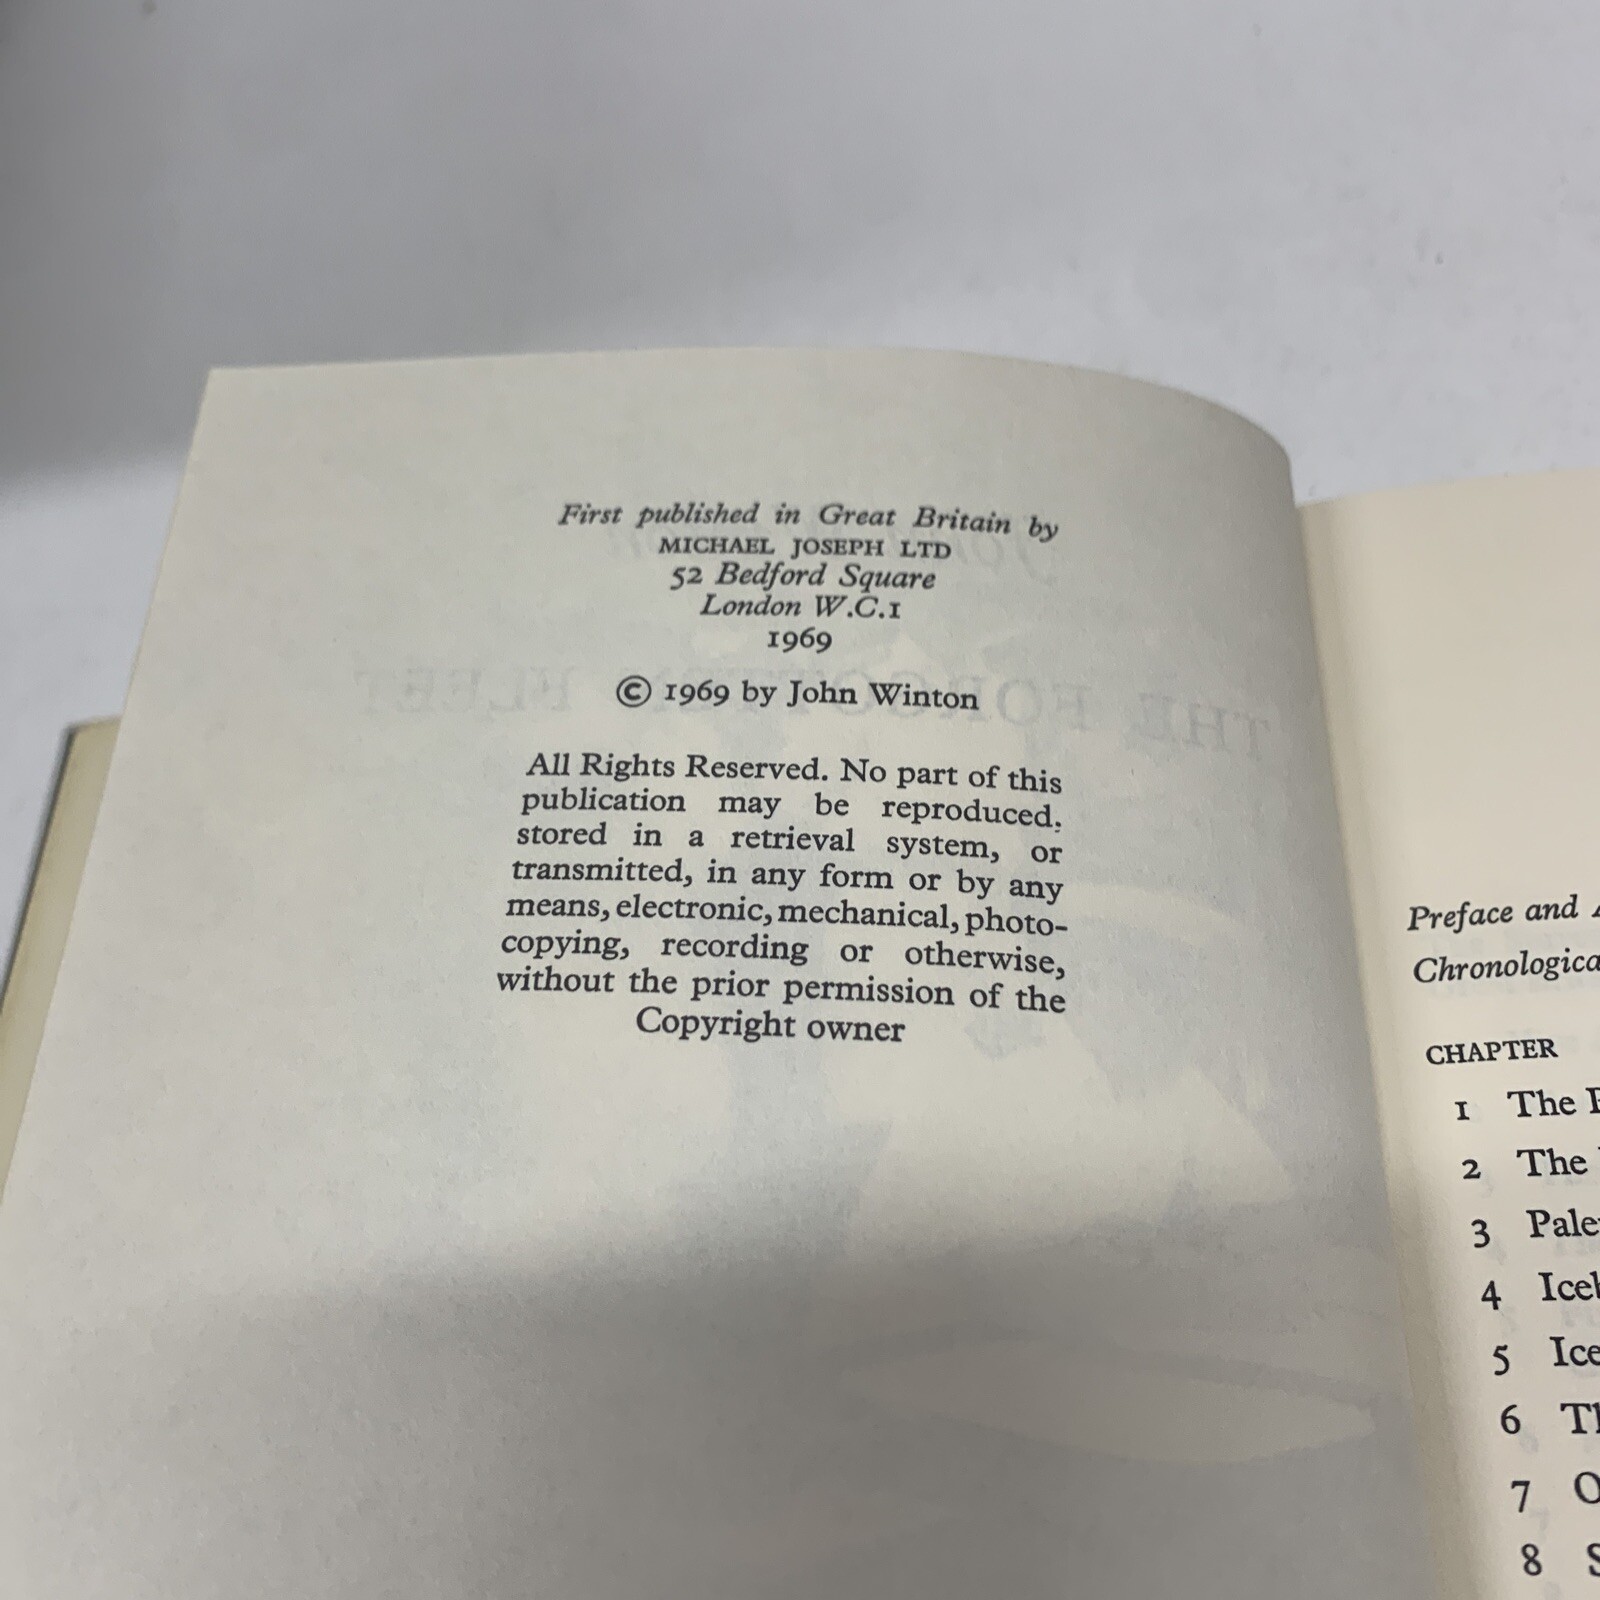 First published in Great Britain by
MICHAEL JOSEPH LTD
52 Bedford Square
London W.C.1
1969
© 1969 by John Winton
THE FORGOTTEN FLEET
All Rights Reserved. No part of this
publication may be reproduced,
stored in a retrieval system, or
transmitted, in any form or by any
means, electronic, mechanical, photo-
copying, recording or otherwise,
without the prior permission of the
Copyright owner
Preface and
CHAPTER
1 The
2 The
3
4
5
6
7
8